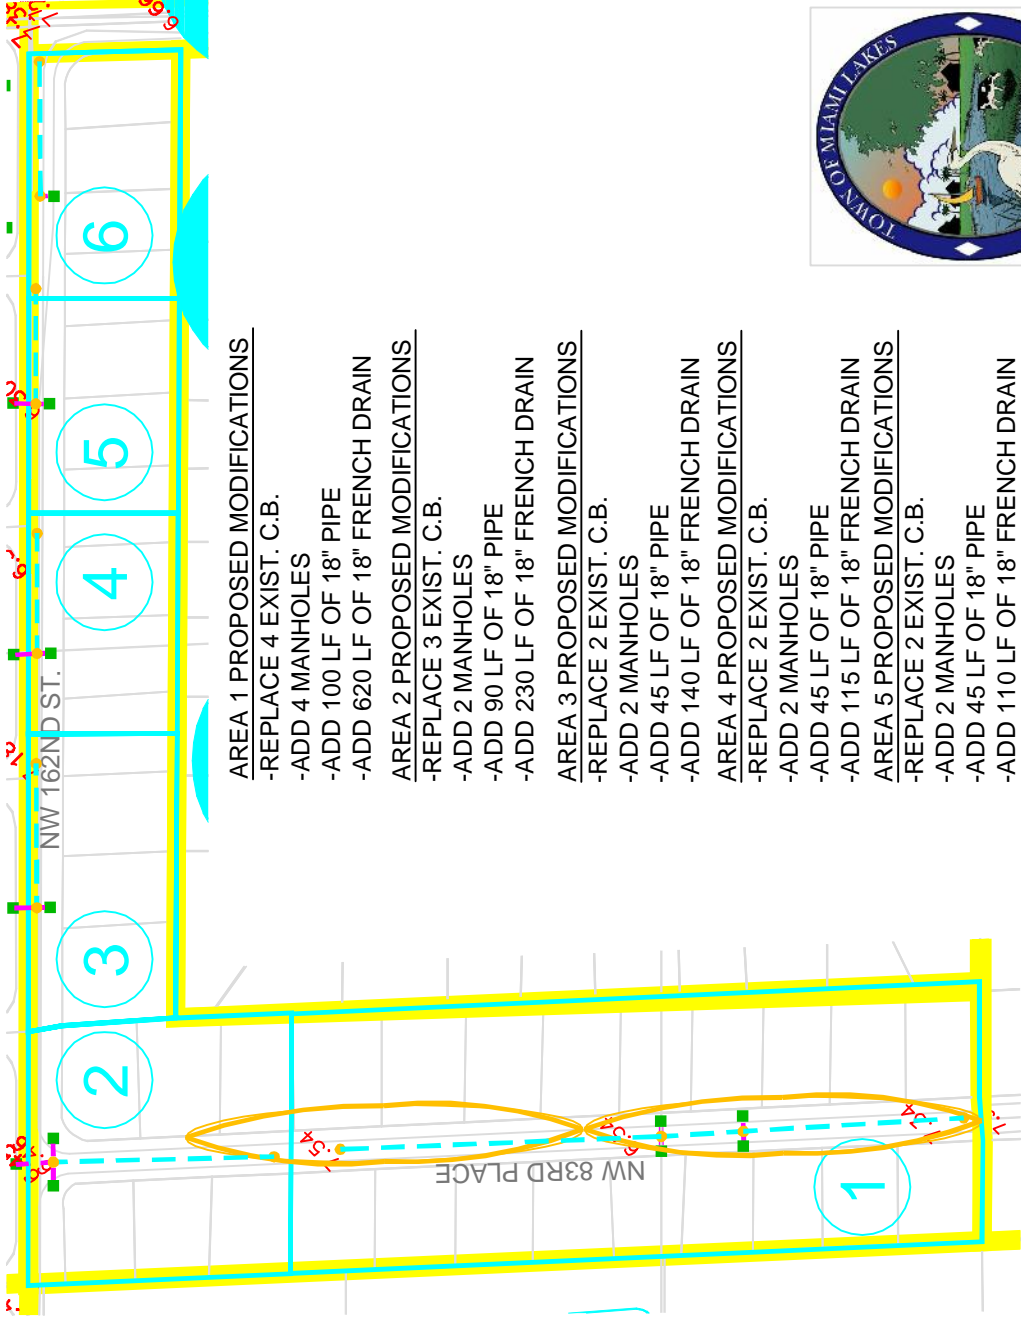 AREA 1 PROPOSED MODIFICATIONS
-REPLACE 4 EXIST. C.B.
-ADD 4 MANHOLES
-ADD 100 LF OF 18" PIPE
-ADD 620 LF OF 18" FRENCH DRAIN
AREA 2 PROPOSED MODIFICATIONS
-REPLACE 3 EXIST. C.B.
-ADD 2 MANHOLES
-ADD 90 LF OF 18" PIPE
-ADD 230 LF OF 18" FRENCH DRAIN
AREA 3 PROPOSED MODIFICATIONS
-REPLACE 2 EXIST. C.B.
-ADD 2 MANHOLES
-ADD 45 LF OF 18" PIPE
-ADD 140 LF OF 18" FRENCH DRAIN
AREA 4 PROPOSED MODIFICATIONS
-REPLACE 2 EXIST. C.B.
-ADD 2 MANHOLES
-ADD 45 LF OF 18" PIPE
-ADD 115 LF OF 18" FRENCH DRAIN
AREA 5 PROPOSED MODIFICATIONS
-REPLACE 2 EXIST. C.B.
-ADD 2 MANHOLES
-ADD 45 LF OF 18" PIPE
-ADD 110 LF OF 18" FRENCH DRAIN
NW 162ND ST.
NW 83RD PLACE
1
2
3
4
5
6
TOWN OF MIAMI LAKES